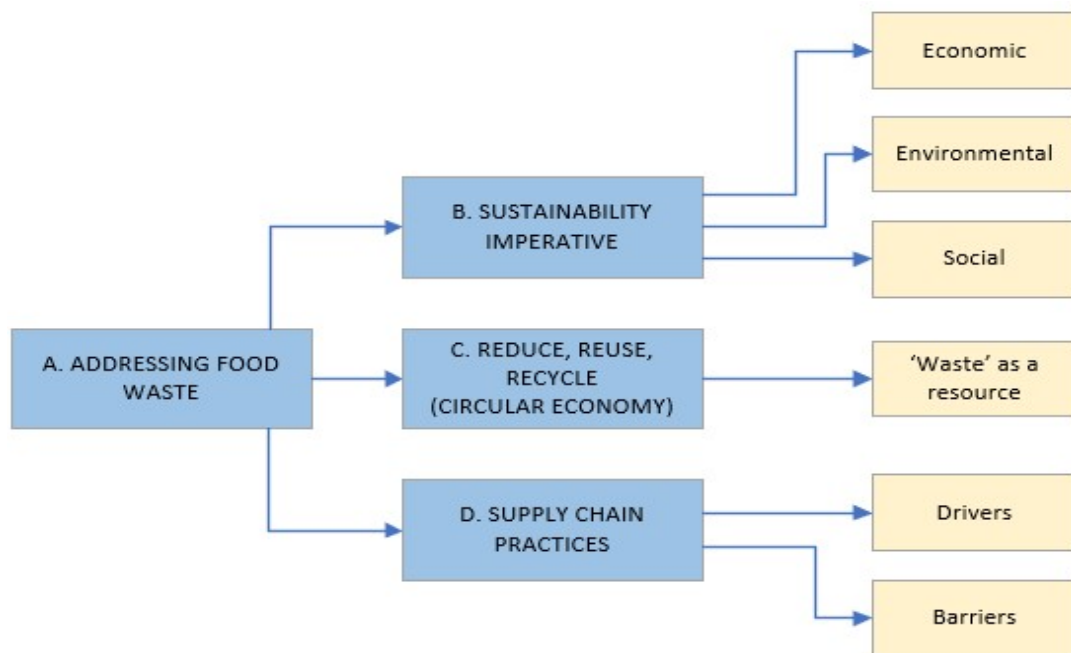 Economic
Environmental
B. SUSTAINABILITY
IMPERATIVE
Social
A. ADDRESSING FOOD
WASTE
C. REDUCE, REUSE,
RECYCLE
(CIRCULAR ECONOMY)
‘Waste’ as a
resource
D. SUPPLY CHAIN
PRACTICES
Drivers
Barriers